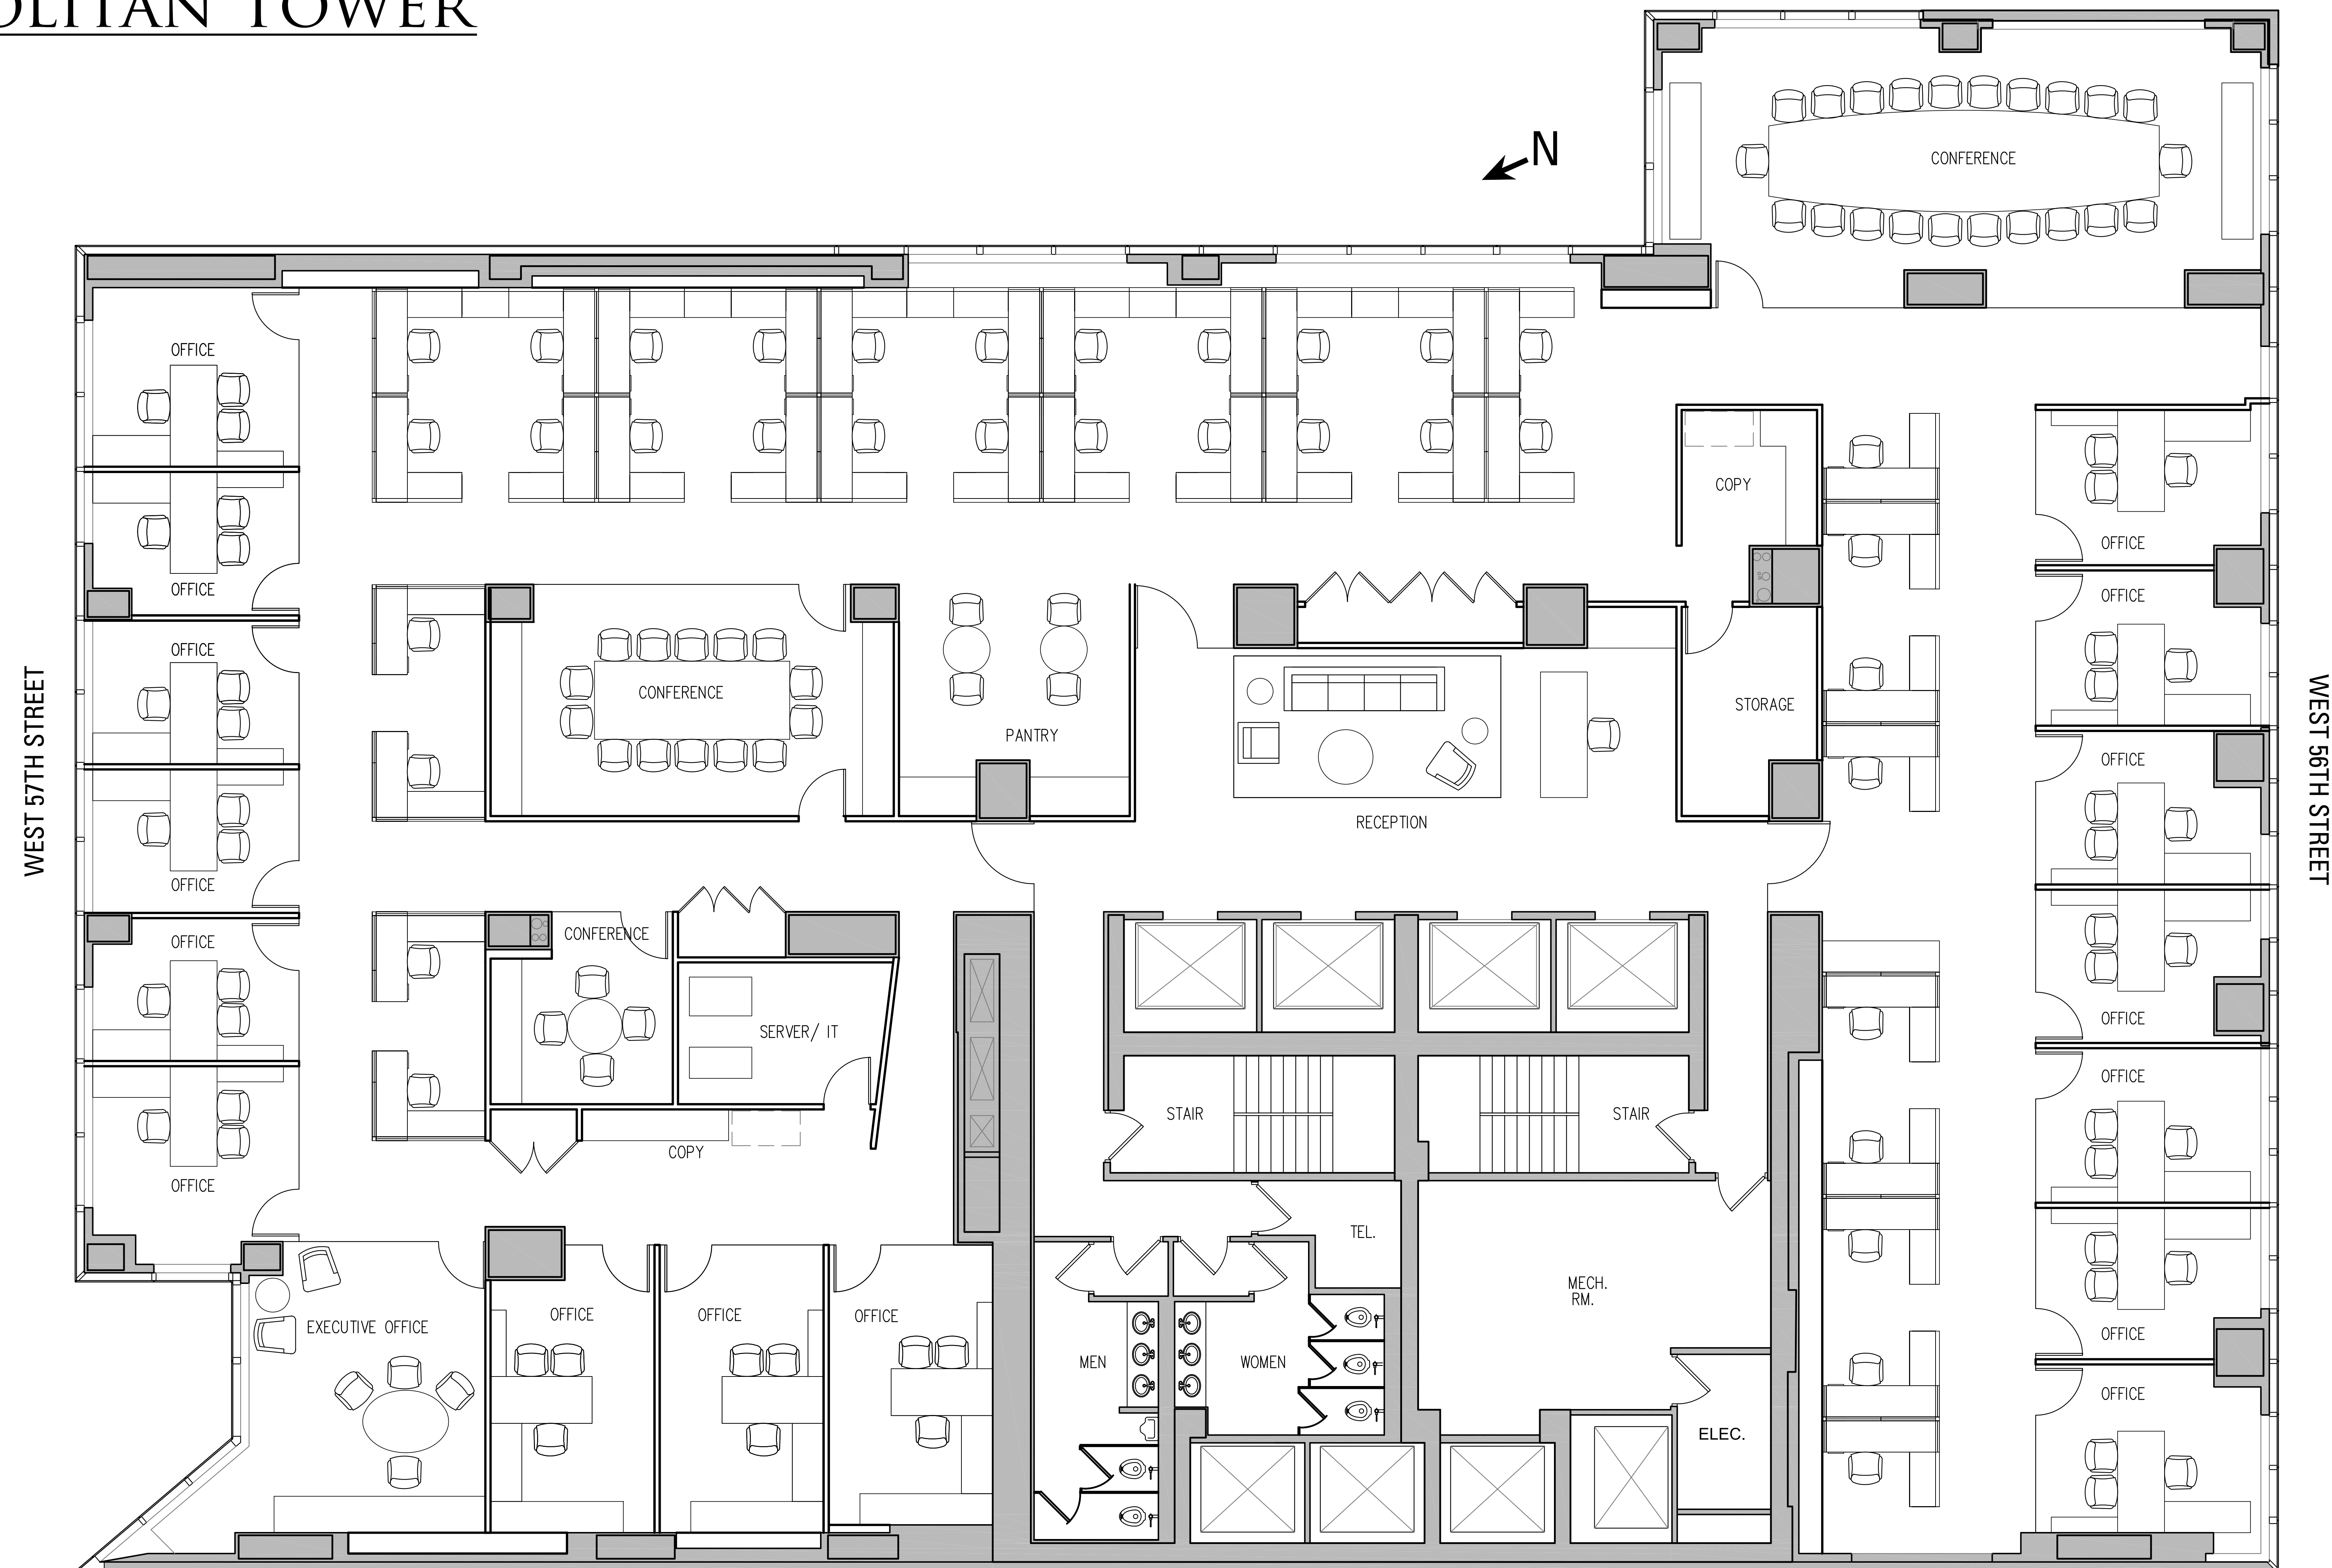 OLITAN TOWER
N
CONFERENCE
OFFICE
COPY
OFFICE
OFFICE
OFFICE
OFFICE
CONFERENCE
PANTRY
STORAGE
WEST 57TH STREET
WEST 56TH STREET
RECEPTION
OFFICE
OFFICE
OFFICE
CONFERENCE
SERVER/ IT
OFFICE
OFFICE
STAIR
STAIR
COPY
OFFICE
TEL.
MECH.
RM.
EXECUTIVE OFFICE
OFFICE
OFFICE
OFFICE
OFFICE
MEN
WOMEN
OFFICE
ELEC.